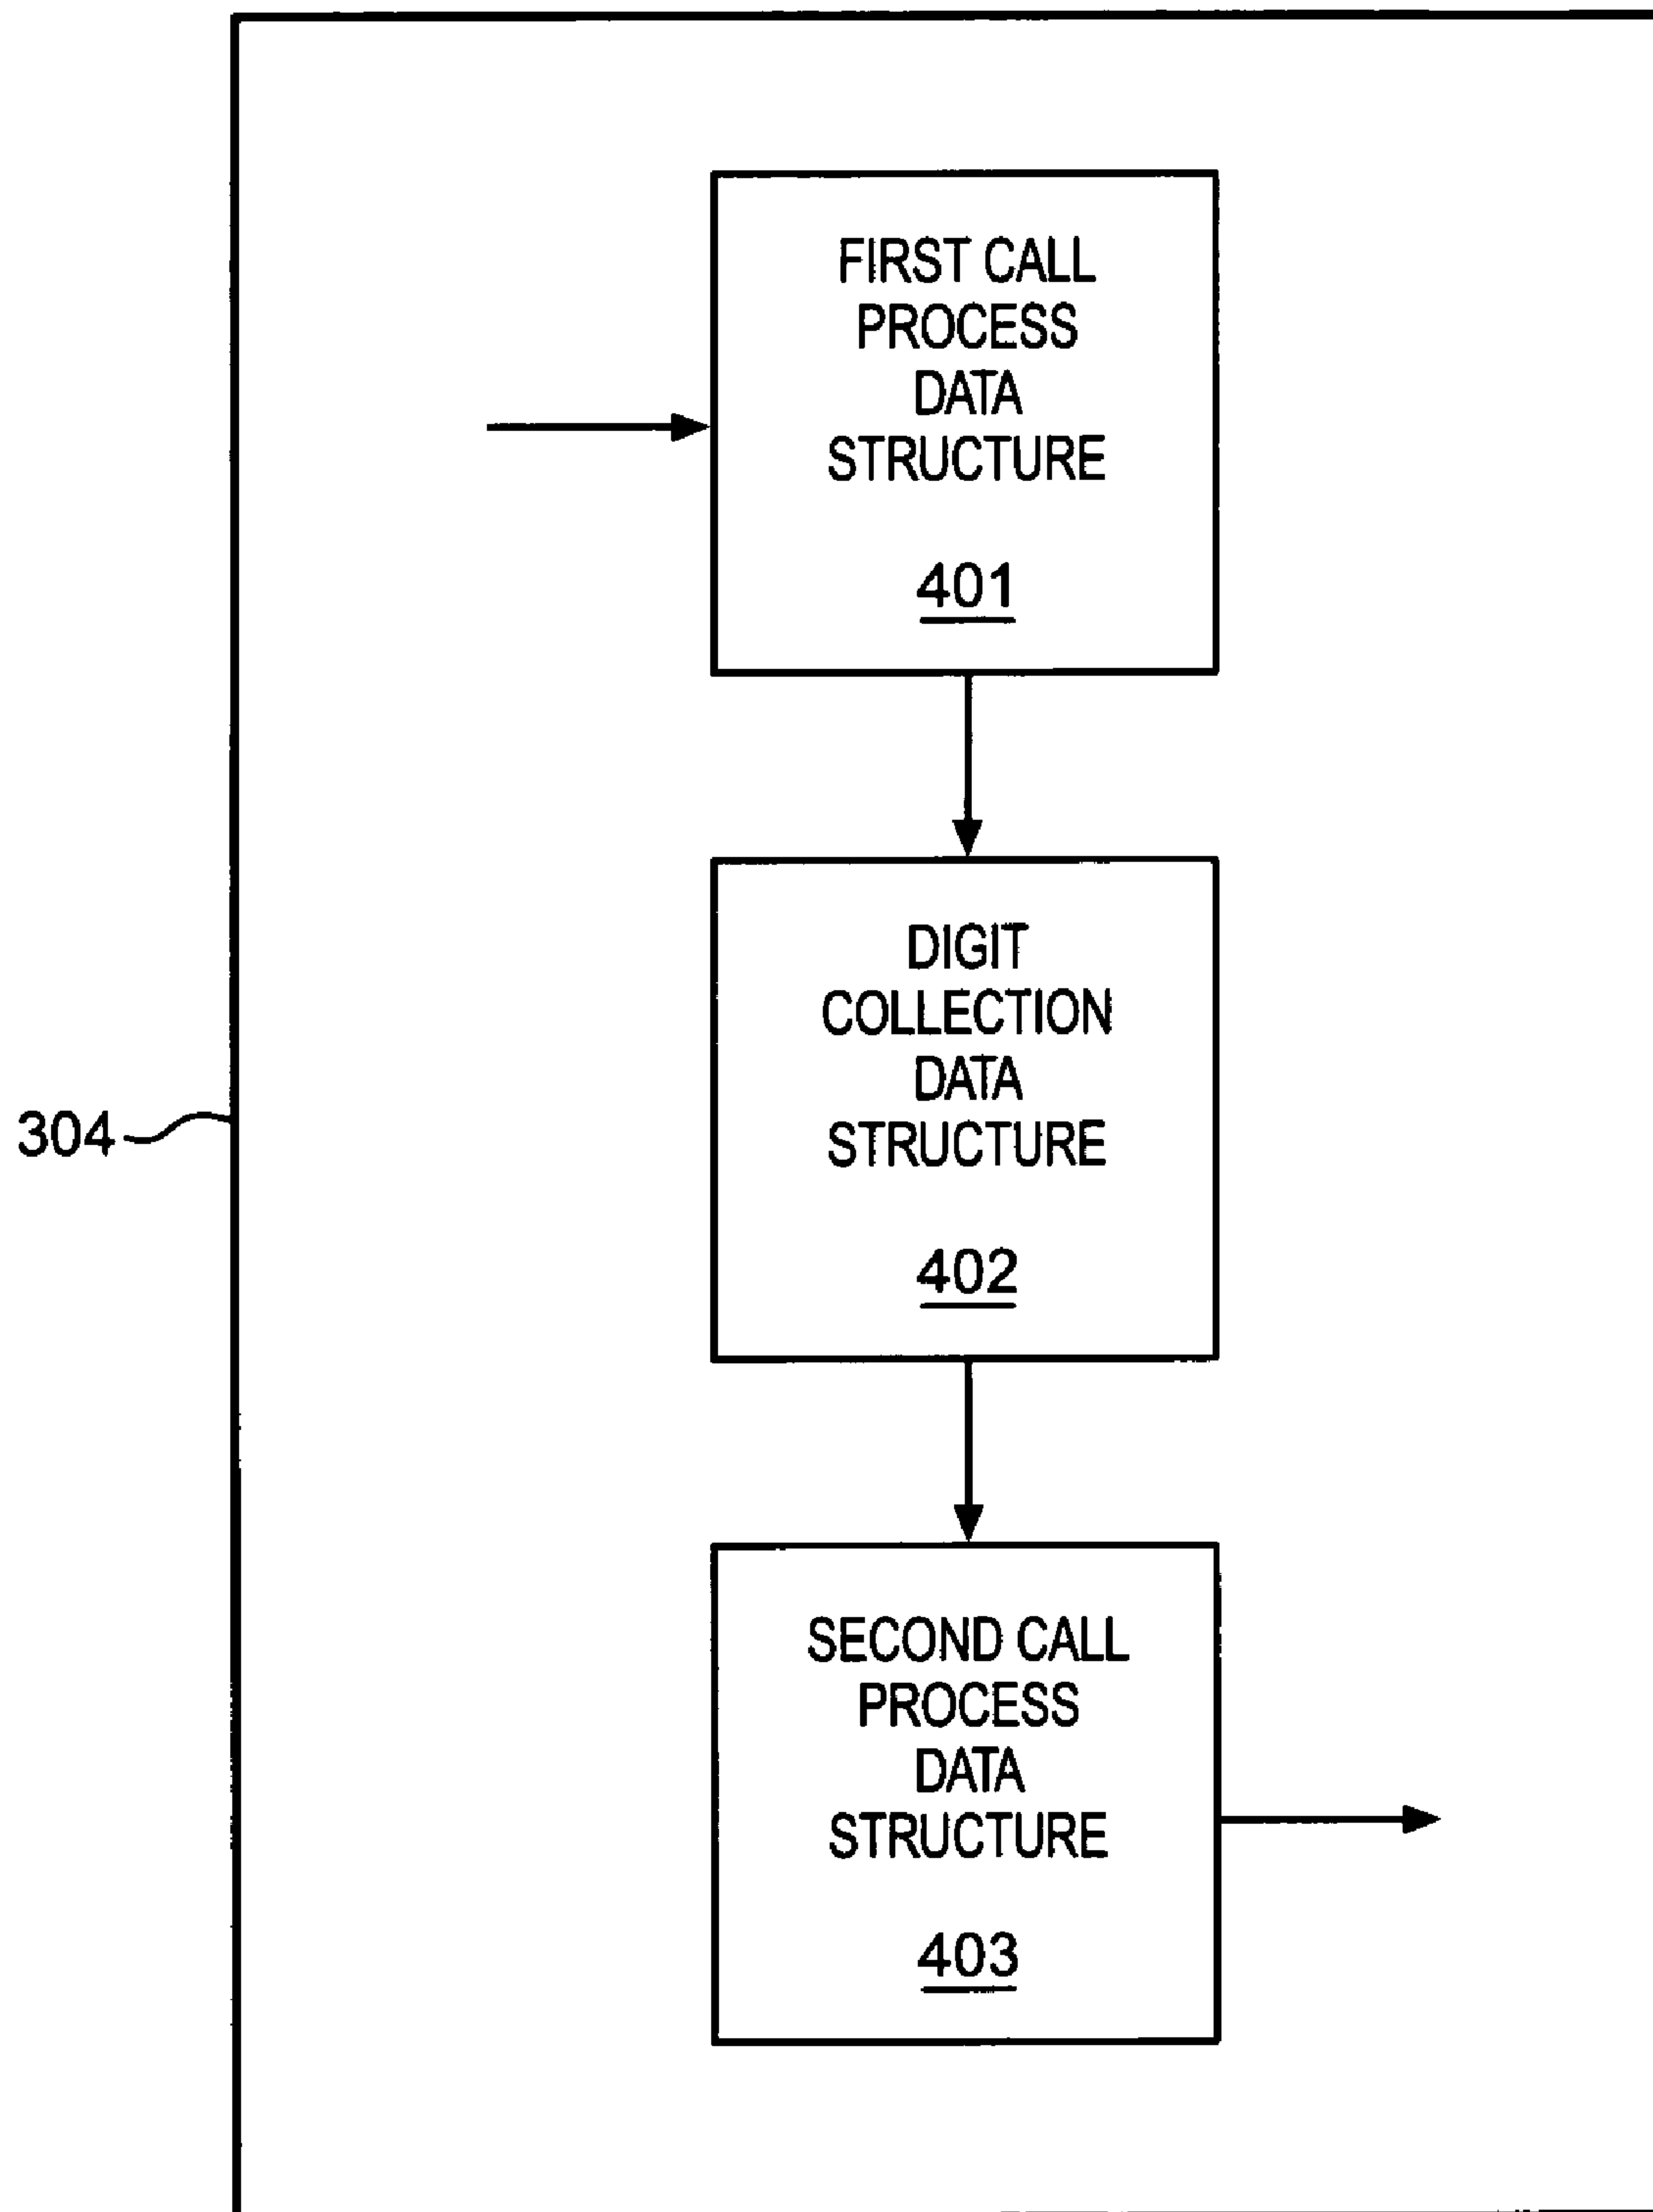 FIRST CALL
PROCESS
DATA
STRUCTURE
401
DIGIT
COLLECTION
DATA
STRUCTURE
304
402
SECOND CALL
PROCESS
DATA
STRUCTURE
403